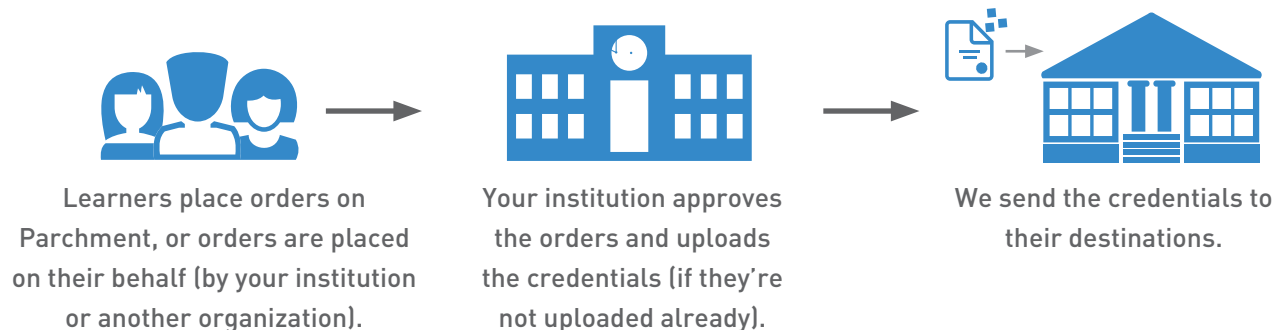 Learners place orders on
Parchment, or orders are placed
on their behalf (by your institution
or another organization).
Your institution approves
the orders and uploads
the credentials (if they’re
not uploaded already).
We send the credentials to
their destinations.